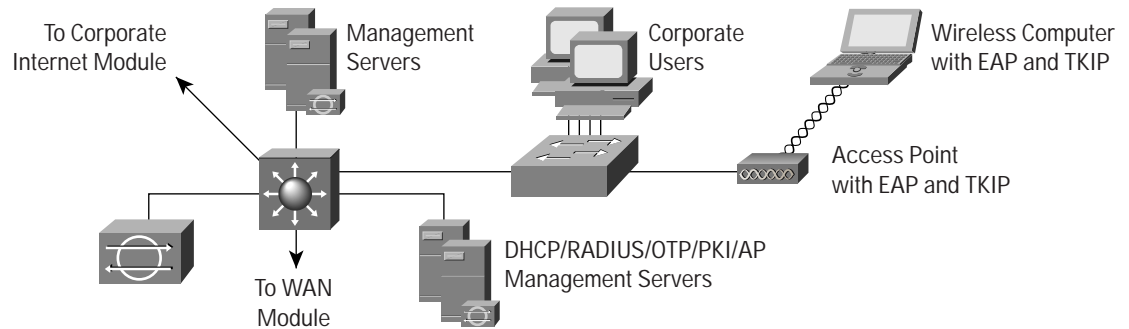 To Corporate
Internet Module
Management
Servers
Corporate
Users
Wireless Computer
with EAP and TKIP
Access Point
with EAP and TKIP
DHCP/RADIUS/OTP/PKI/AP
Management Servers
To WAN
Module